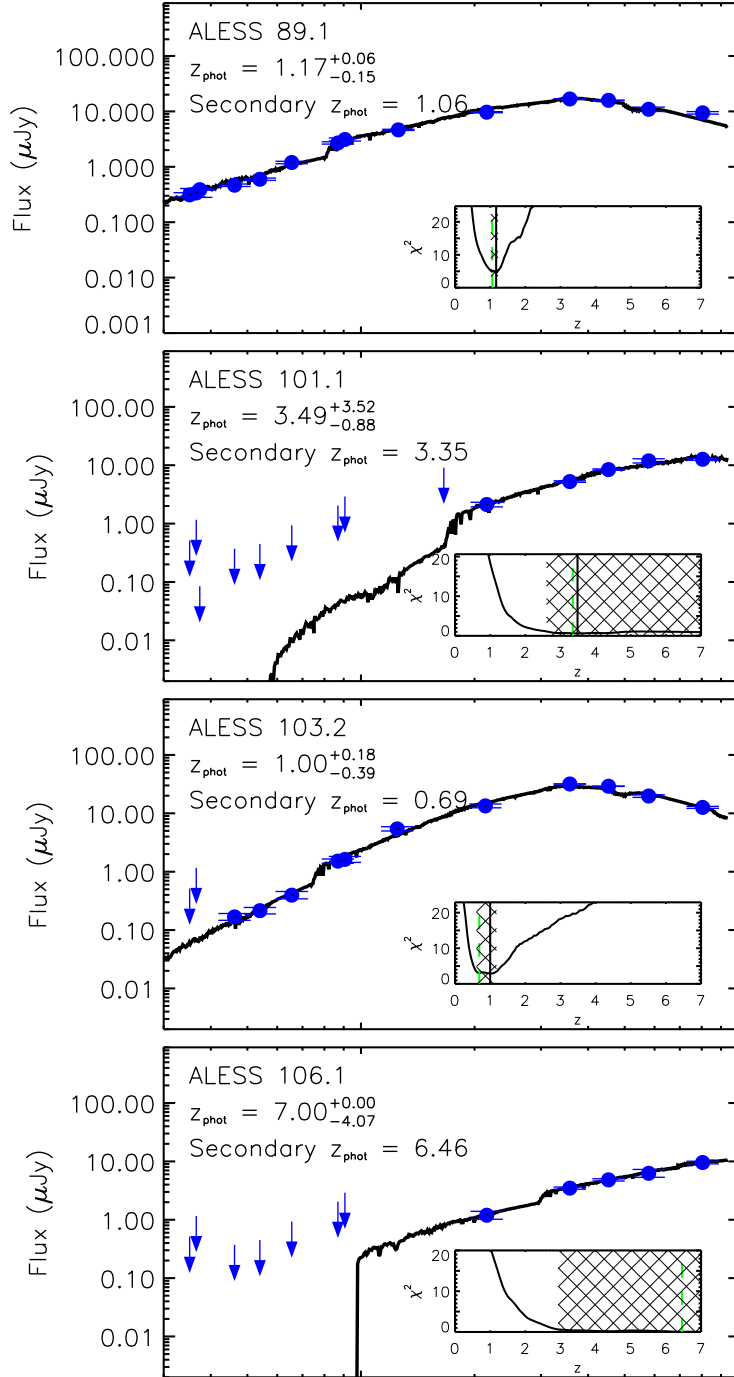 ALESS 89.1
z_phot = 1.17 +0.06 -0.15
Secondary z_phot = 1.06
Flux (μJy)
100.000
10.000
1.000
0.100
0.010
0.001
χ²
20
10
0
0 1 2 3 4 5 6 7
z
ALESS 101.1
z_phot = 3.49 +3.52 -0.88
Secondary z_phot = 3.35
Flux (μJy)
100.00
10.00
1.00
0.10
0.01
χ²
20
10
0
0 1 2 3 4 5 6 7
z
ALESS 103.2
z_phot = 1.00 +0.18 -0.39
Secondary z_phot = 0.69
Flux (μJy)
100.00
10.00
1.00
0.10
0.01
χ²
20
10
0
0 1 2 3 4 5 6 7
z
ALESS 106.1
z_phot = 7.00 +0.00 -4.07
Secondary z_phot = 6.46
Flux (μJy)
100.00
10.00
1.00
0.10
0.01
χ²
20
10
0
0 1 2 3 4 5 6 7
z